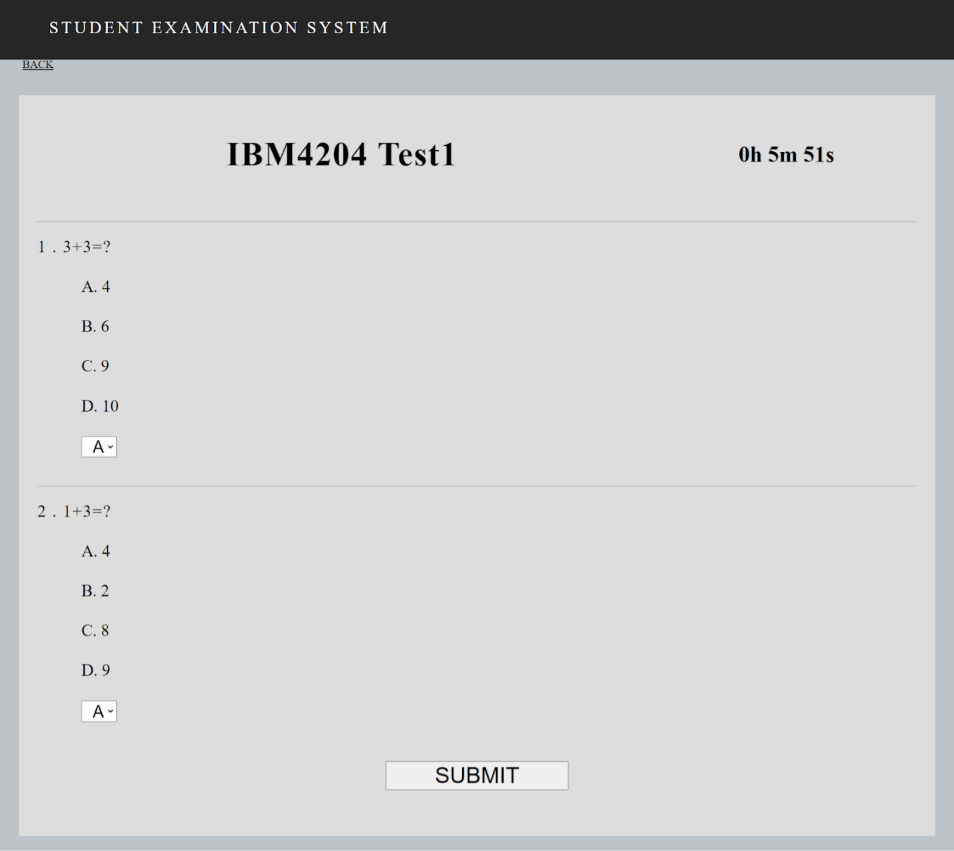 STUDENT EXAMINATION SYSTEM
BACK
IBM4204 Test1
0h 5m 51s
1 . 3+3=?
A. 4
B. 6
C. 9
D. 10
A
2 . 1+3=?
A. 4
B. 2
C. 8
D. 9
A
SUBMIT